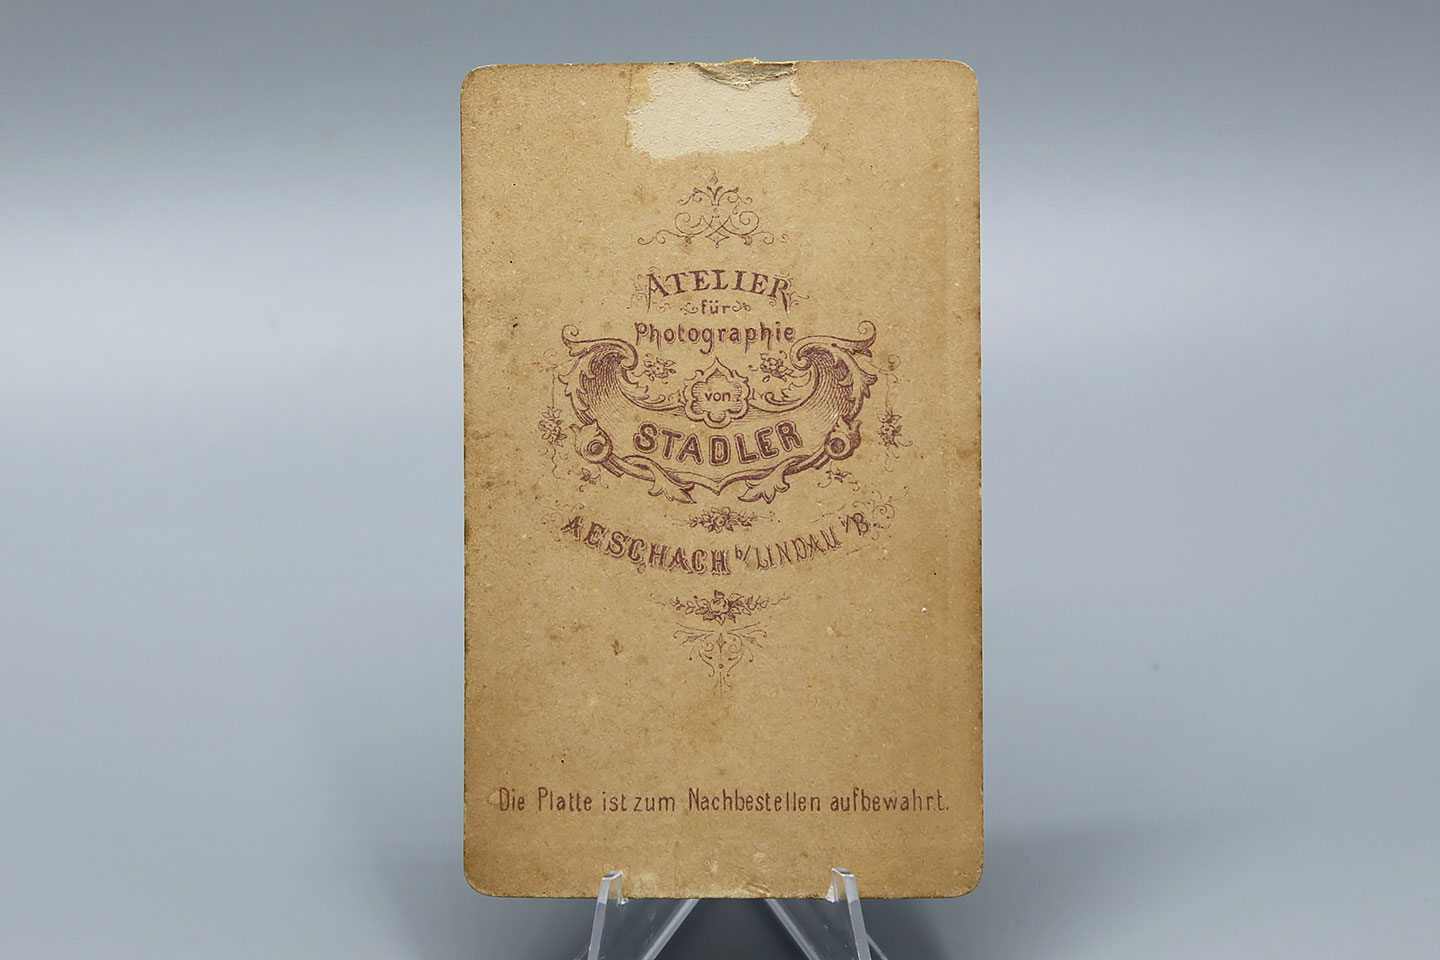 ATELIER
für
Photographie
von
STADLER
AESCHACH b/LINDAU i/B
Die Platte ist zum Nachbestellen aufbewahrt.